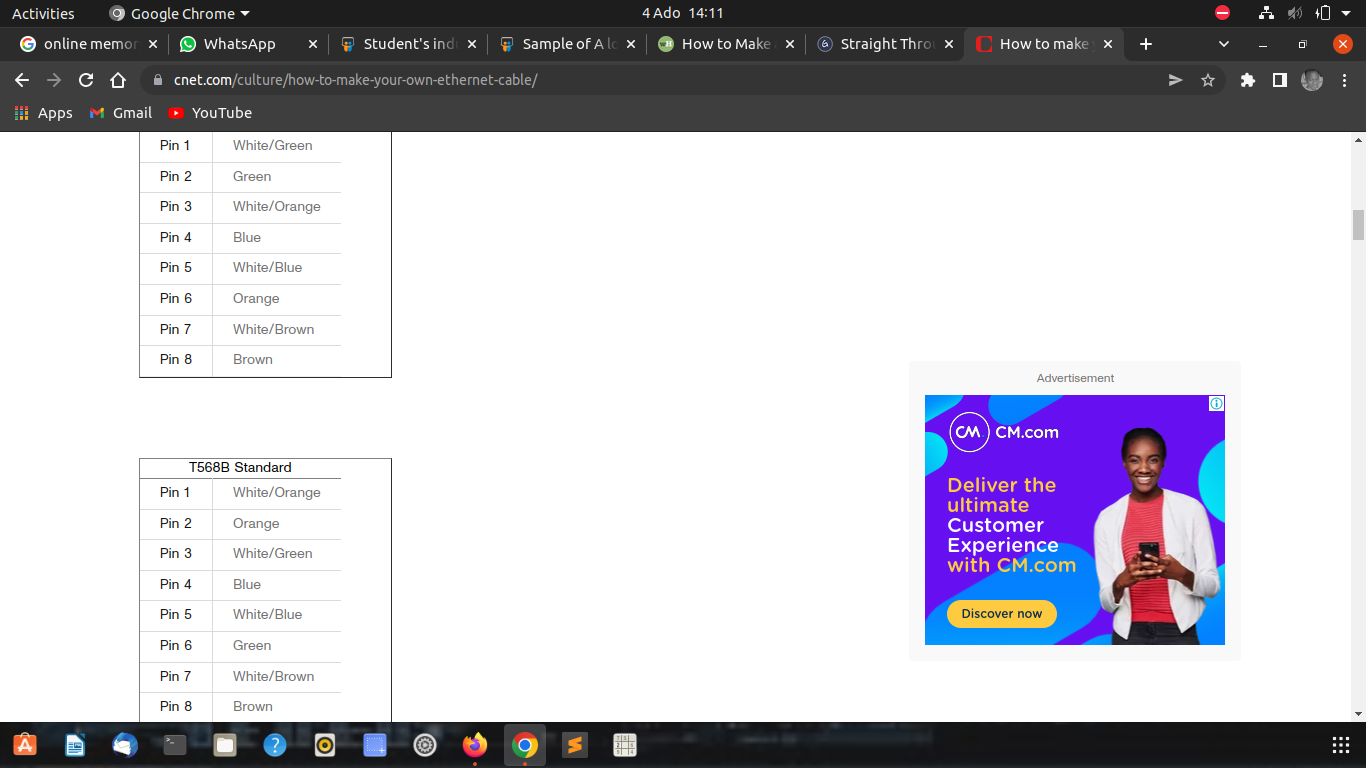 Activities
Google Chrome
4 Ado 14:11
online memor
WhatsApp
Student's ind
Sample of A lo
How to Make
Straight Thro
How to make
cnet.com/culture/how-to-make-your-own-ethernet-cable/
Apps
Gmail
YouTube
Pin 1 White/Green
Pin 2 Green
Pin 3 White/Orange
Pin 4 Blue
Pin 5 White/Blue
Pin 6 Orange
Pin 7 White/Brown
Pin 8 Brown
T568B Standard
Pin 1 White/Orange
Pin 2 Orange
Pin 3 White/Green
Pin 4 Blue
Pin 5 White/Blue
Pin 6 Green
Pin 7 White/Brown
Pin 8 Brown
Advertisement
CM.com
Deliver the
ultimate
Customer
Experience
with CM.com
Discover now